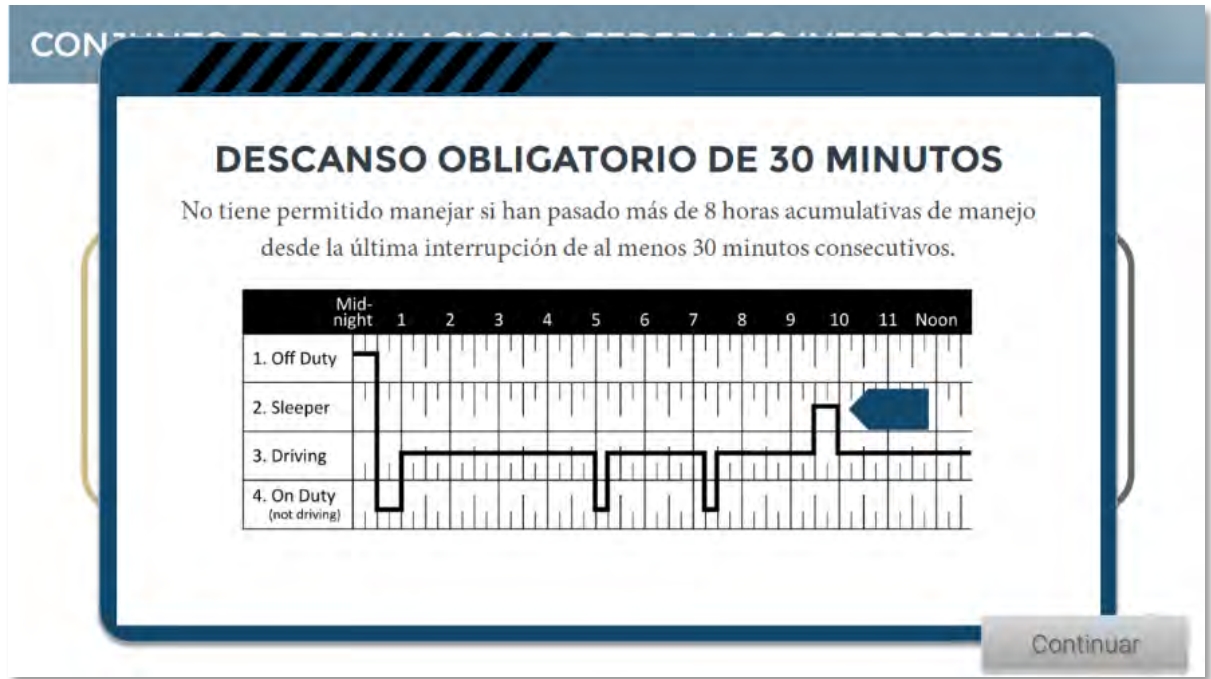 CON
DESCANSO OBLIGATORIO DE 30 MINUTOS
No tiene permitido manejar si han pasado más de 8 horas acumulativas de manejo
desde la última interrupción de al menos 30 minutos consecutivos.
Mid-
night 1 2 3 4 5 6 7 8 9 10 11 Noon
1. Off Duty
2. Sleeper
3. Driving
4. On Duty
(not driving)
Continuar